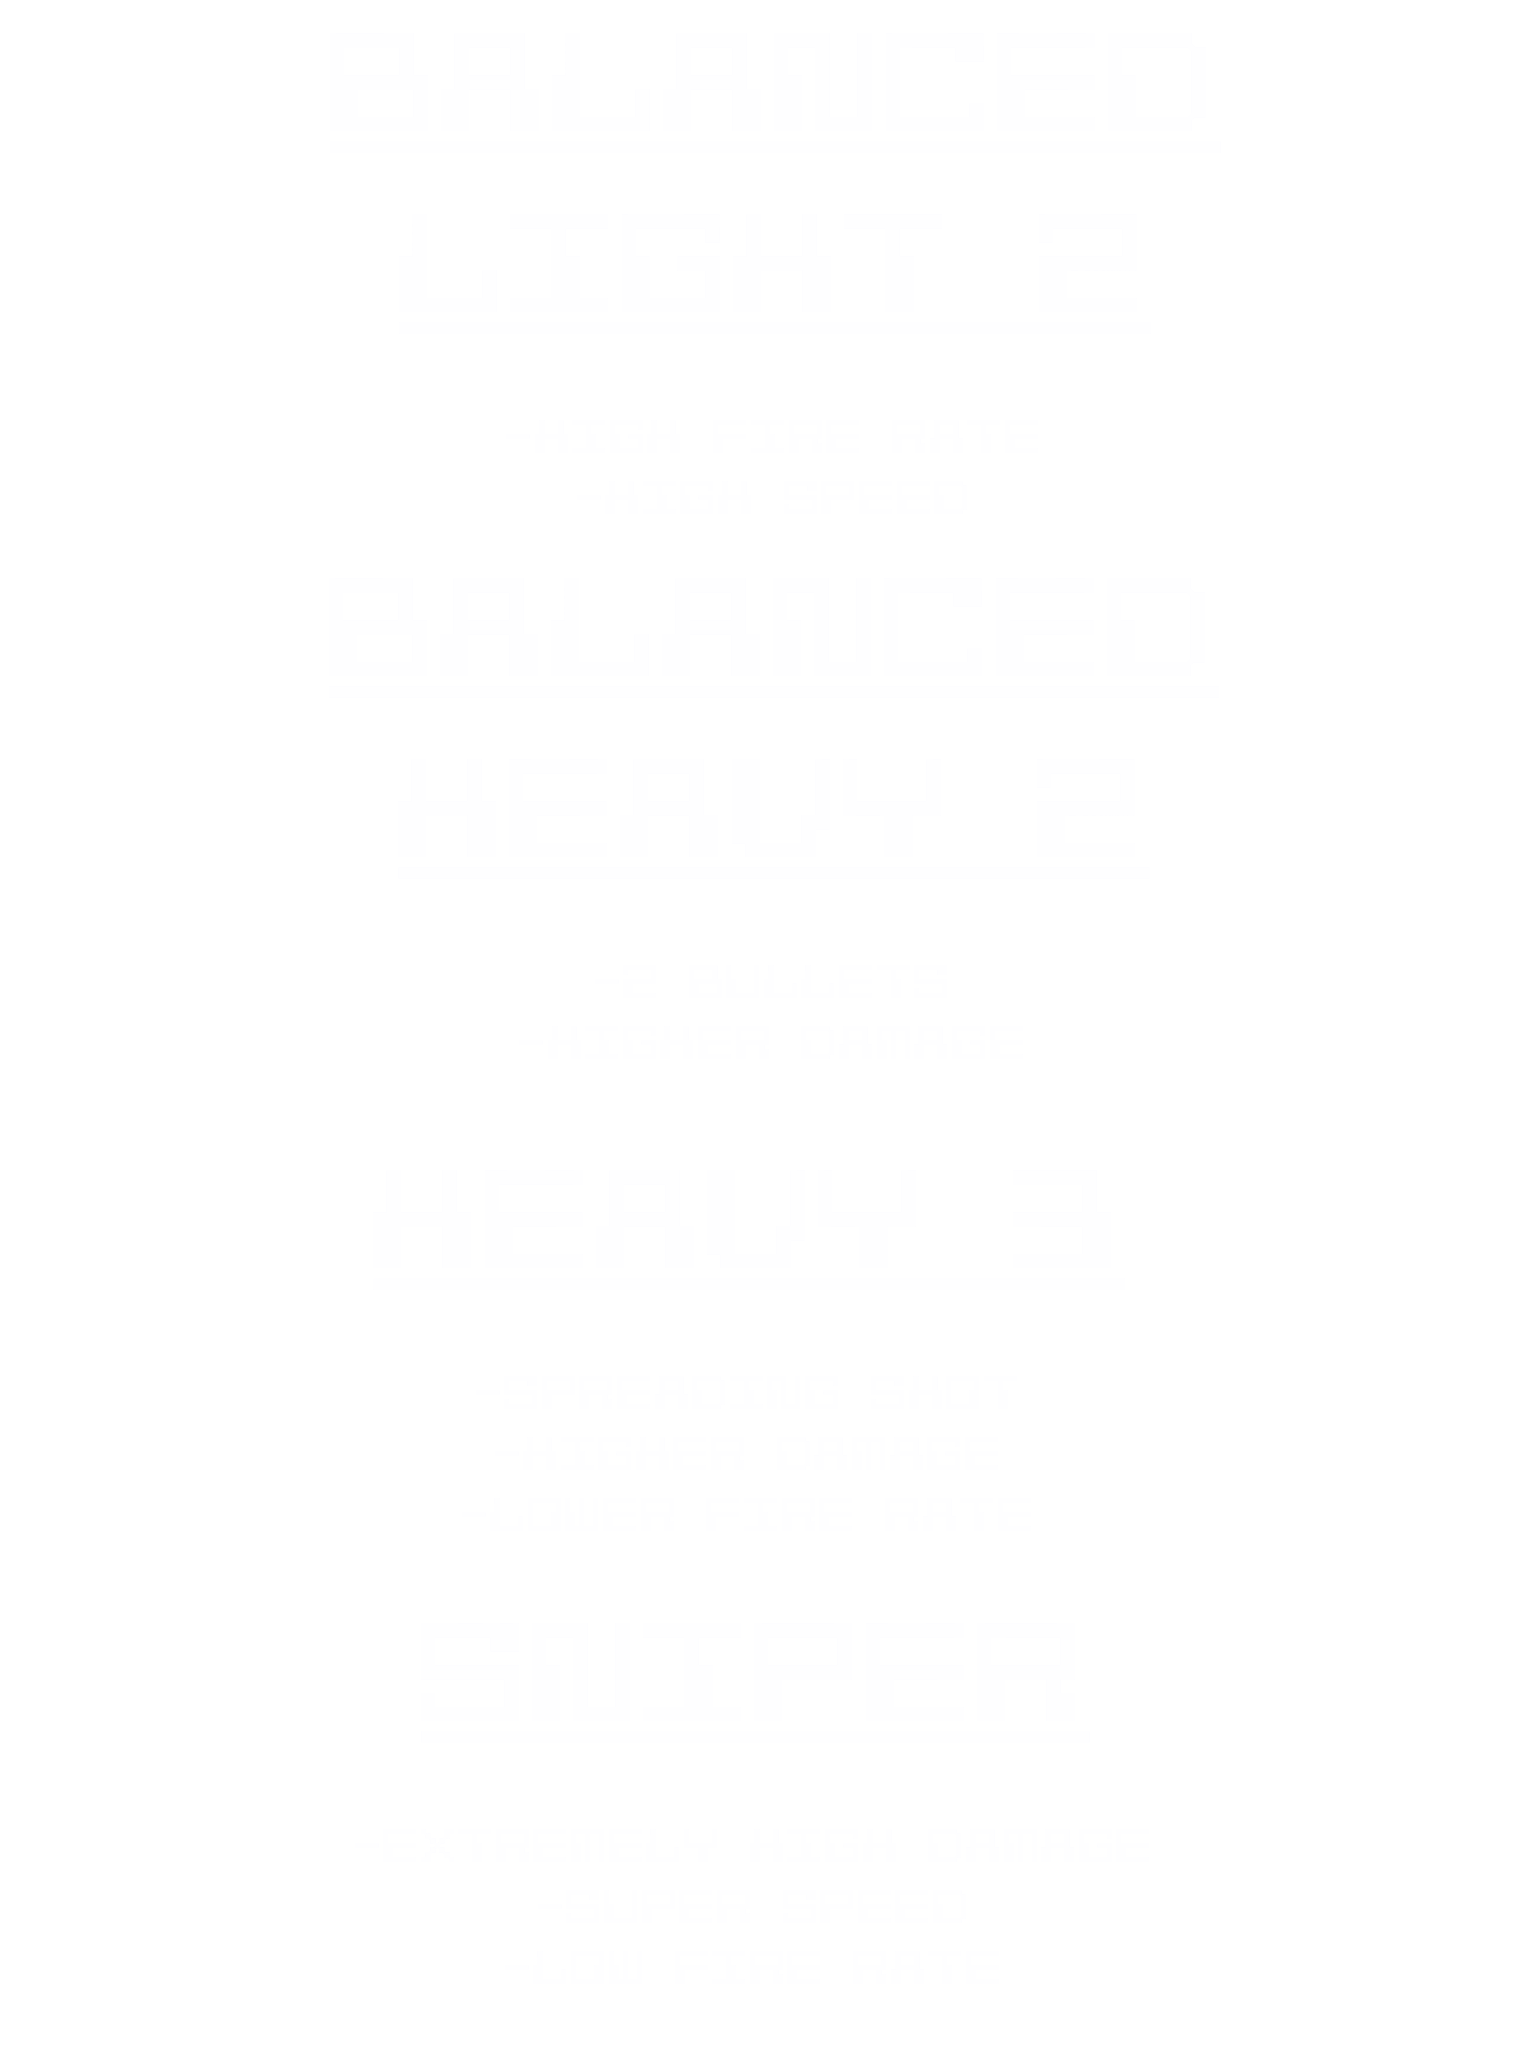 BALANCED
LIGHT 2
-HIGH FIRE RATE
-HIGH SPEED
BALANCED
HEAVY 2
-2 BULLETS
-HIGHER DAMAGE
HEAVY 3
-SPREADING SHOT
-HIGHER DAMAGE
-LOWER FIRE RATE
SNIPER
-EXTREMELY HIGH DAMAGE
-SUPER SPEED
-LOW FIRE RATE